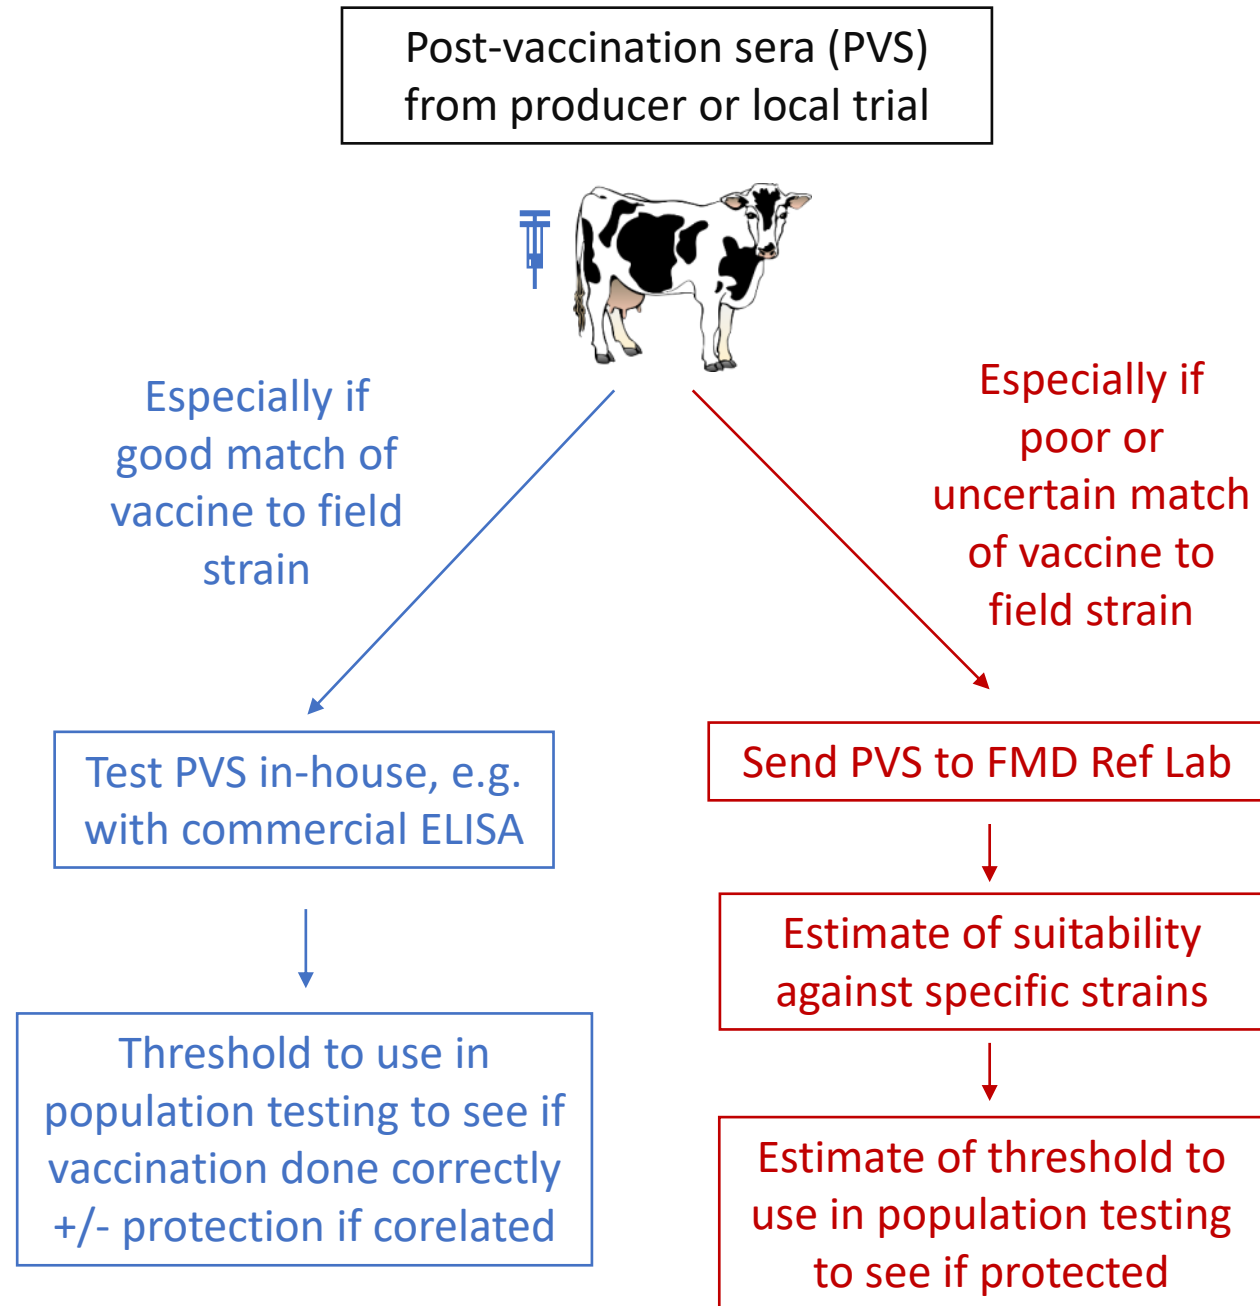 Post-vaccination sera (PVS)
from producer or local trial
Especially if
good match of
vaccine to field
strain
Especially if
poor or
uncertain match
of vaccine to
field strain
Test PVS in-house, e.g.
with commercial ELISA
Send PVS to FMD Ref Lab
Threshold to use in
population testing to see if
vaccination done correctly
+/- protection if corelated
Estimate of suitability
against specific strains
Estimate of threshold to
use in population testing
to see if protected